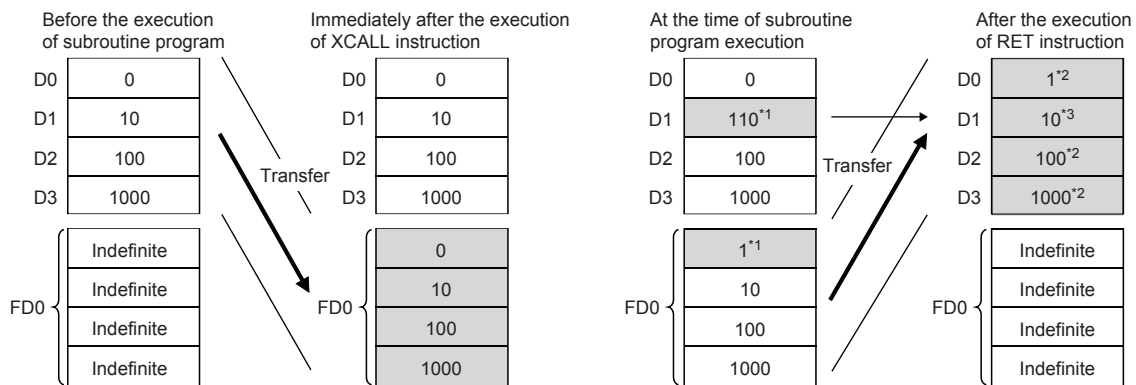 Before the execution
of subroutine program
Immediately after the execution
of XCALL instruction
At the time of subroutine
program execution
After the execution
of RET instruction
D0 0 0 D0 0 D0 1*2
D1 10 D1 10 D1 110*1 D1 10*3
D2 100 D2 100 D2 100 D2 100*2
Transfer Transfer
D3 1000 D3 1000 D3 1000 D3 1000*2
Indefinite 0 1*1 Indefinite
Indefinite 10 10 Indefinite
FD0 FD0 FD0 FD0
Indefinite 100 100 Indefinite
Indefinite 1000 1000 Indefinite